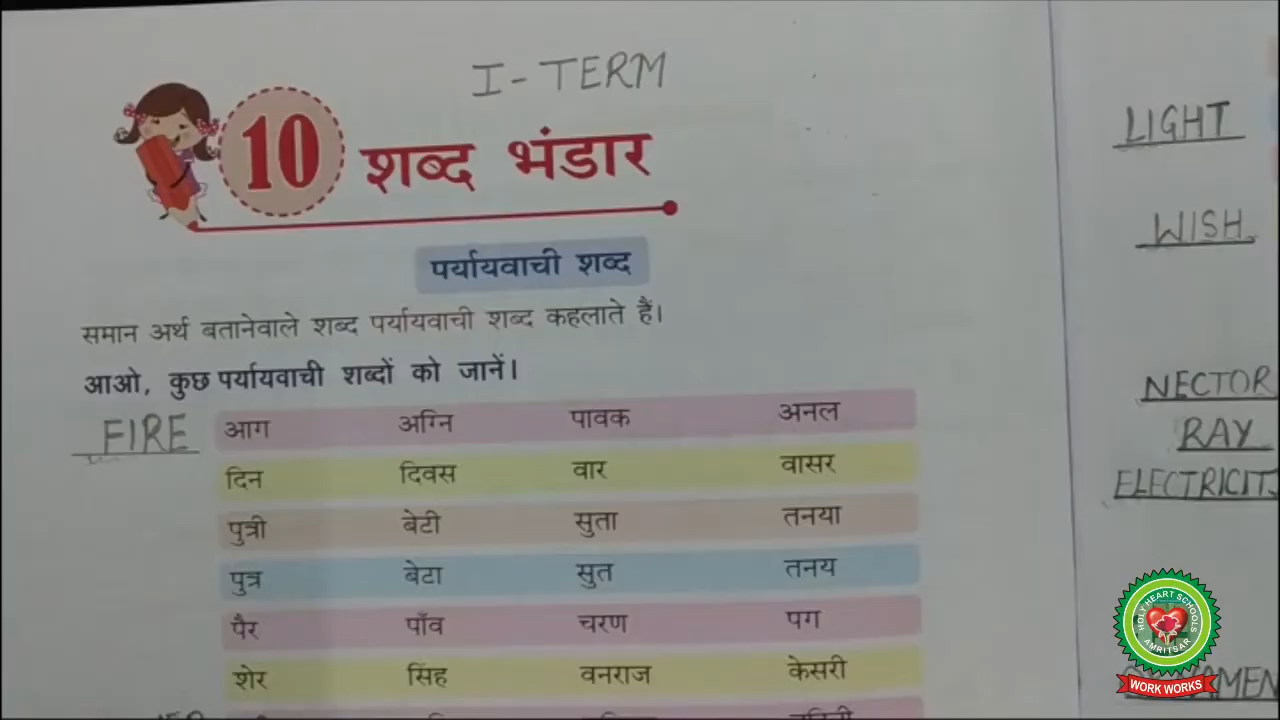 I - TERM
10 शब्द भंडार
पर्यायवाची शब्द
समान अर्थ बतानेवाले शब्द पर्यायवाची शब्द कहलाते हैं।
आओ, कुछ पर्यायवाची शब्दों को जानें।
FIRE आग अग्नि पावक अनल
दिन दिवस वार वासर
पुत्री बेटी सुता तनया
पुत्र बेटा सुत तनय
पैर पाँव चरण पग
शेर सिंह वनराज केसरी
LIGHT
WISH
NECTOR
RAY
ELECTRICIT
HOLY HEART SCHOOLS
AMRITSAR
WORK WORKS